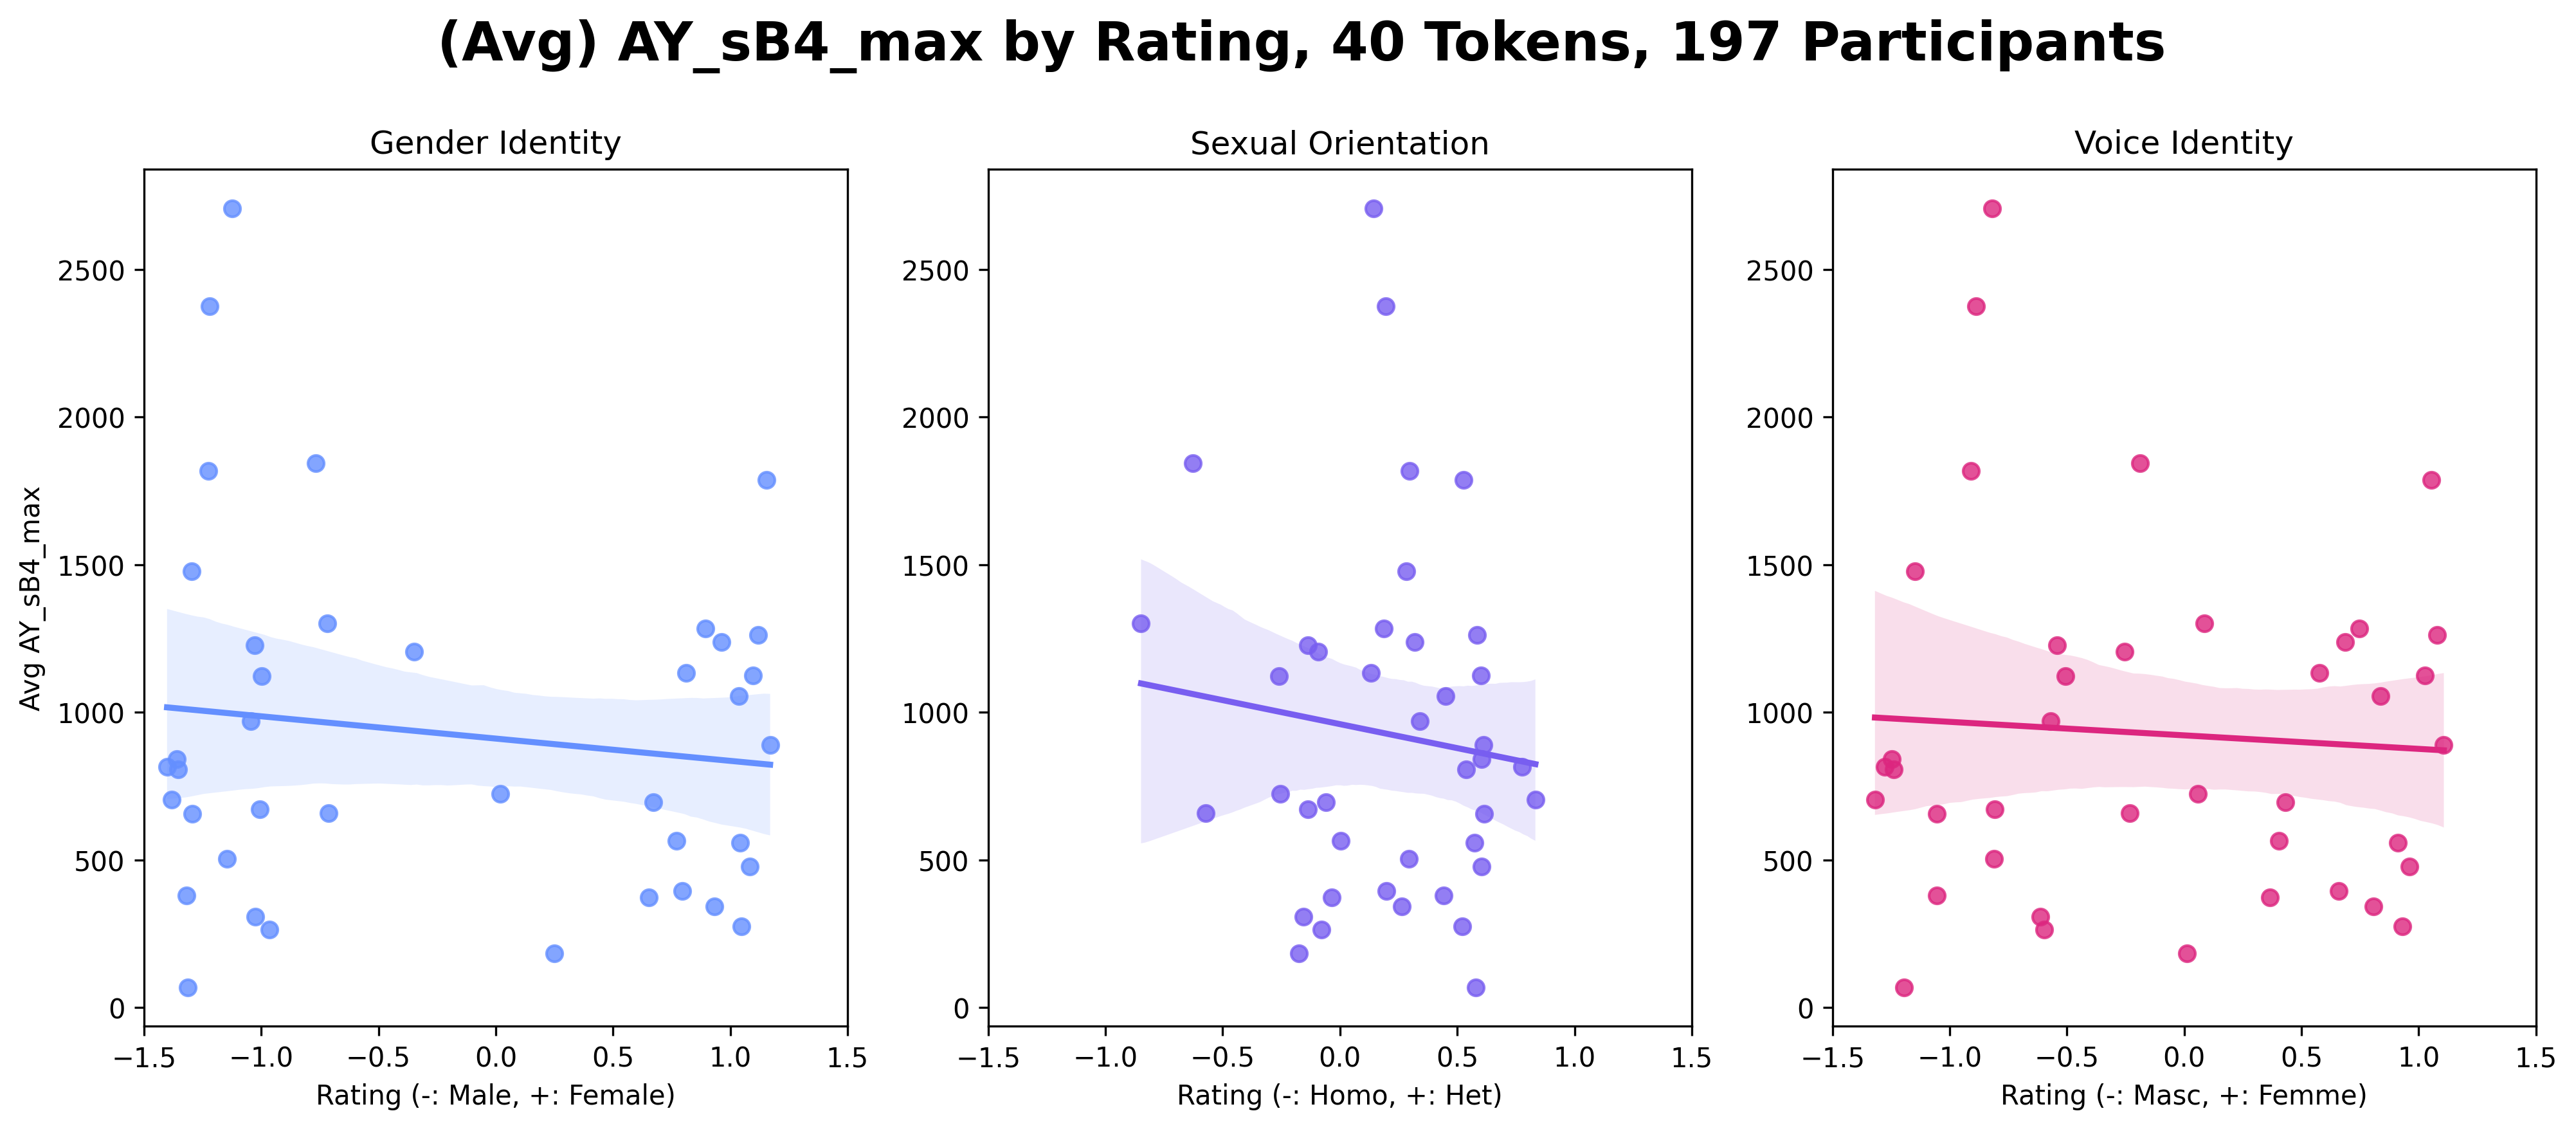 (Avg) AY_sB4_max by Rating, 40 Tokens, 197 Participants
Gender Identity
Sexual Orientation
Voice Identity
Avg AY_sB4_max
2500
2000
1500
1000
500
0
−1.5 −1.0 −0.5 0.0 0.5 1.0 1.5
Rating (-: Male, +: Female)
2500
2000
1500
1000
500
0
−1.5 −1.0 −0.5 0.0 0.5 1.0 1.5
Rating (-: Homo, +: Het)
2500
2000
1500
1000
500
0
−1.5 −1.0 −0.5 0.0 0.5 1.0 1.5
Rating (-: Masc, +: Femme)